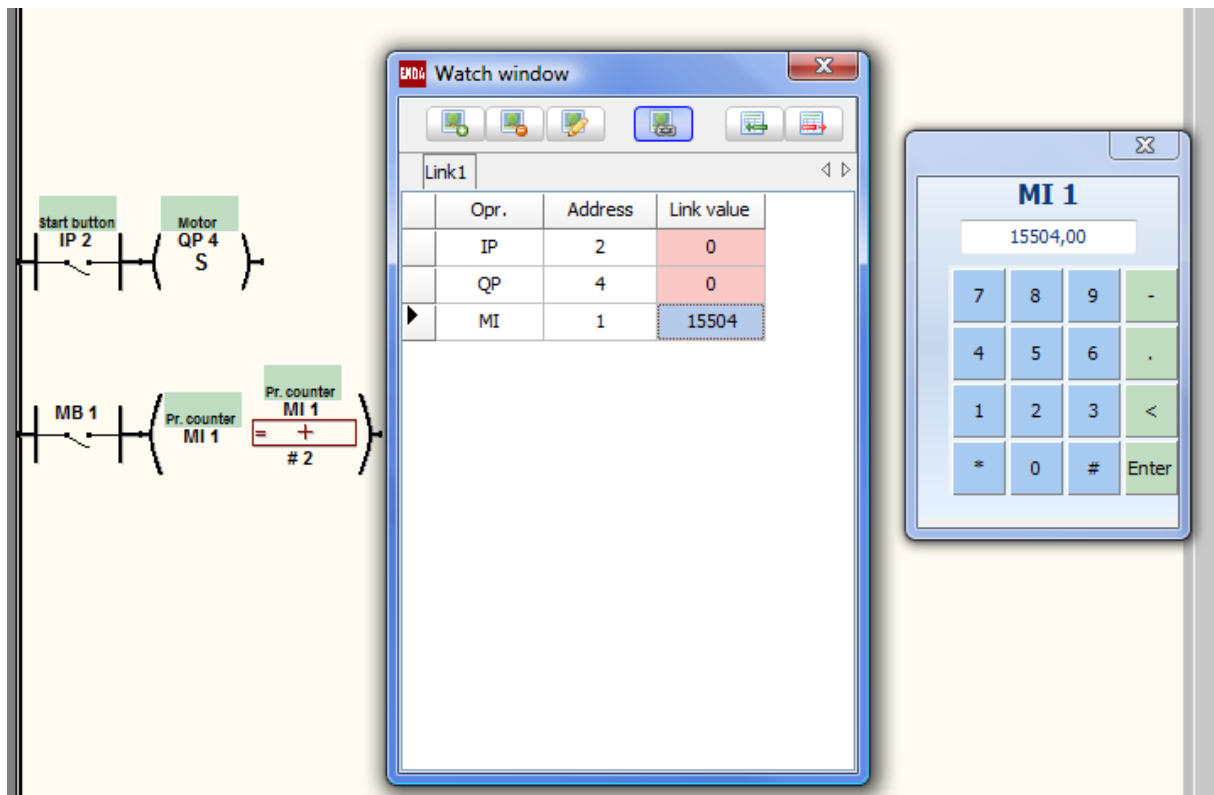 Start button
IP 2
Motor
QP 4
S
MB 1
Pr. counter
MI 1
Pr. counter
MI 1
= +
# 2
ENDA Watch window
Link1
Opr. Address Link value
IP 2 0
QP 4 0
MI 1 15504
MI 1
15504,00
7 8 9 -
4 5 6 .
1 2 3 <
* 0 # Enter